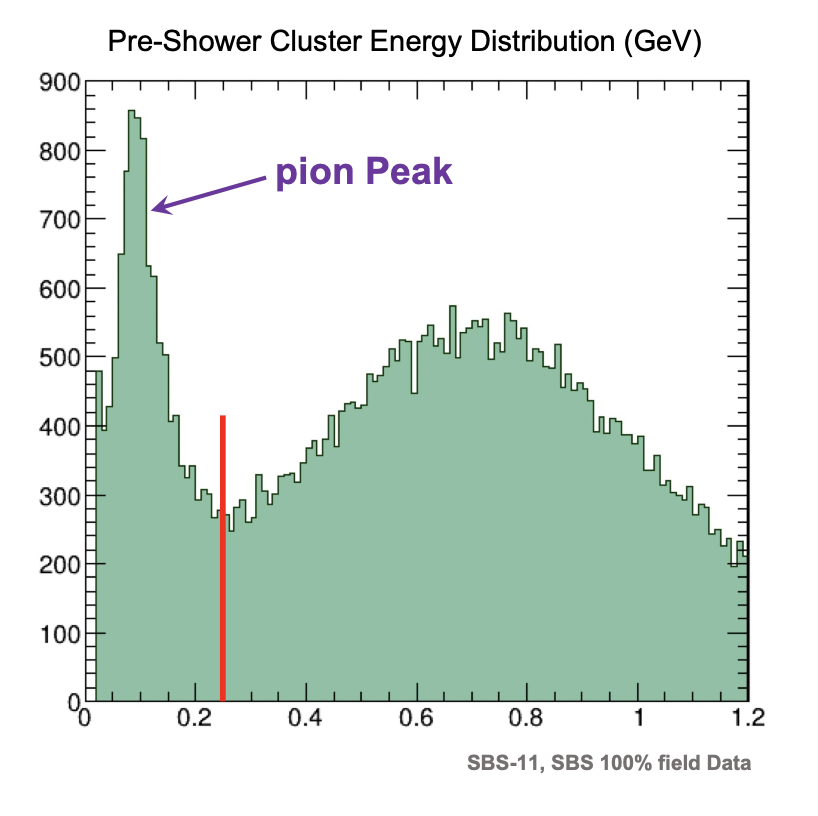 Pre-Shower Cluster Energy Distribution (GeV)
900
800
pion Peak
700
600
500
400
300
200
100
0
0 0.2 0.4 0.6 0.8 1 1.2
SBS-11, SBS 100% field Data